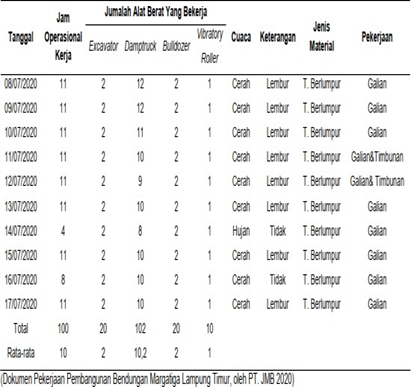 Jumalah Alat Berat Yang Bekerja
Tanggal Jam Operasional Kerja Excavator Damptruck Bulldozer Vibratory Roller Cuaca Keterangan Jenis Material Pekerjaan
08/07/2020 11 2 12 2 1 Cerah Lembur T. Berlumpur Galian
09/07/2020 11 2 12 2 1 Cerah Lembur T. Berlumpur Galian
10/07/2020 11 2 11 2 1 Cerah Lembur T. Berlumpur Galian
11/07/2020 11 2 10 2 1 Cerah Lembur T. Berlumpur Galian&Timbunan
12/07/2020 11 2 9 2 1 Cerah Lembur T. Berlumpur Galian& Timbunan
13/07/2020 11 2 10 2 1 Cerah Lembur T. Berlumpur Galian
14/07/2020 4 2 8 2 1 Hujan Tidak T. Berlumpur Galian
15/07/2020 11 2 10 2 1 Cerah Lembur T. Berlumpur Galian
16/07/2020 8 2 10 2 1 Cerah Tidak T. Berlumpur Galian
17/07/2020 11 2 10 2 1 Cerah Lembur T. Berlumpur Galian
Total 100 20 102 20 10
Rata-rata 10 2 10,2 2 1
(Dokumen Pekerjaan Pembangunan Bendungan Margatiga Lampung Timur, oleh PT. JMB 2020)